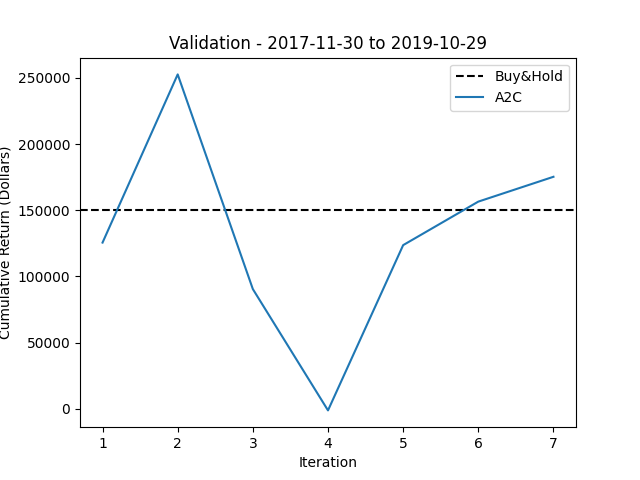 Validation - 2017-11-30 to 2019-10-29
Buy&Hold
A2C
Cumulative Return (Dollars)
250000
200000
150000
100000
50000
0
1 2 3 4 5 6 7
Iteration